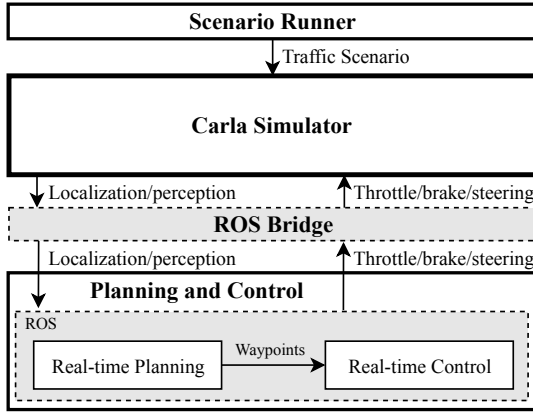 Scenario Runner
Traffic Scenario
Carla Simulator
Localization/perception
Throttle/brake/steering
ROS Bridge
Localization/perception
Throttle/brake/steering
Planning and Control
ROS
Real-time Planning
Waypoints
Real-time Control